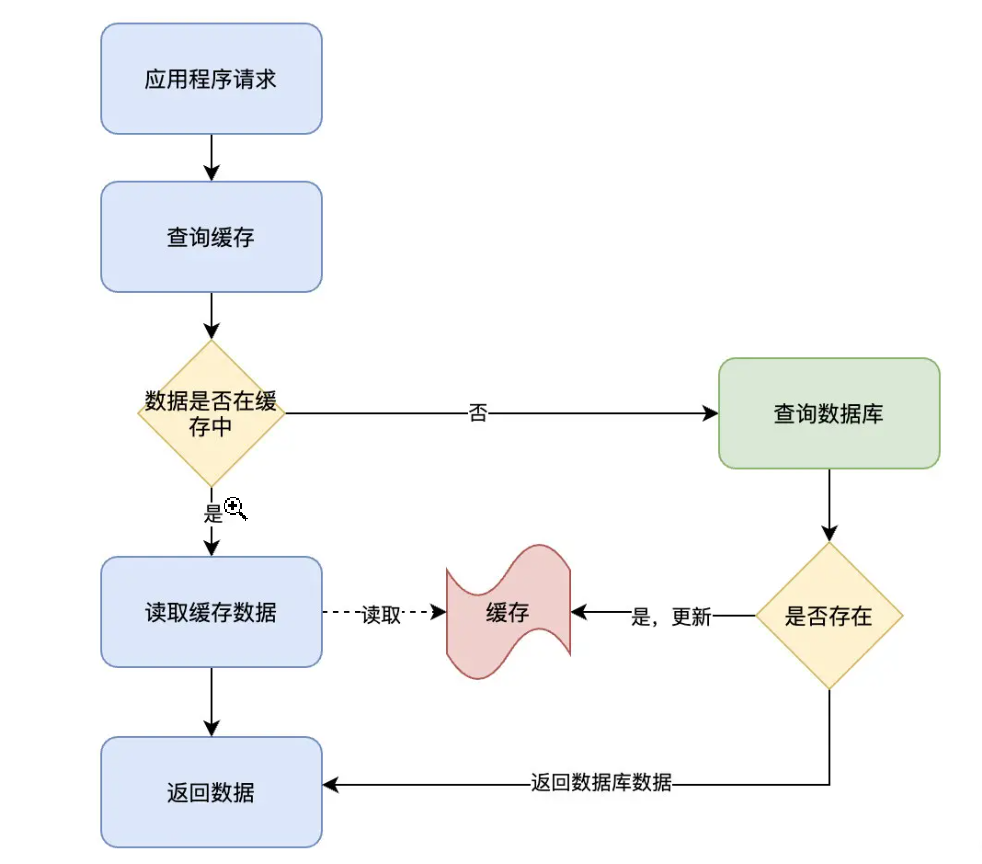 应用程序请求
查询缓存
数据是否在缓
存中
否
查询数据库
是
读取缓存数据
读取
缓存
是，更新
是否存在
返回数据库数据
返回数据